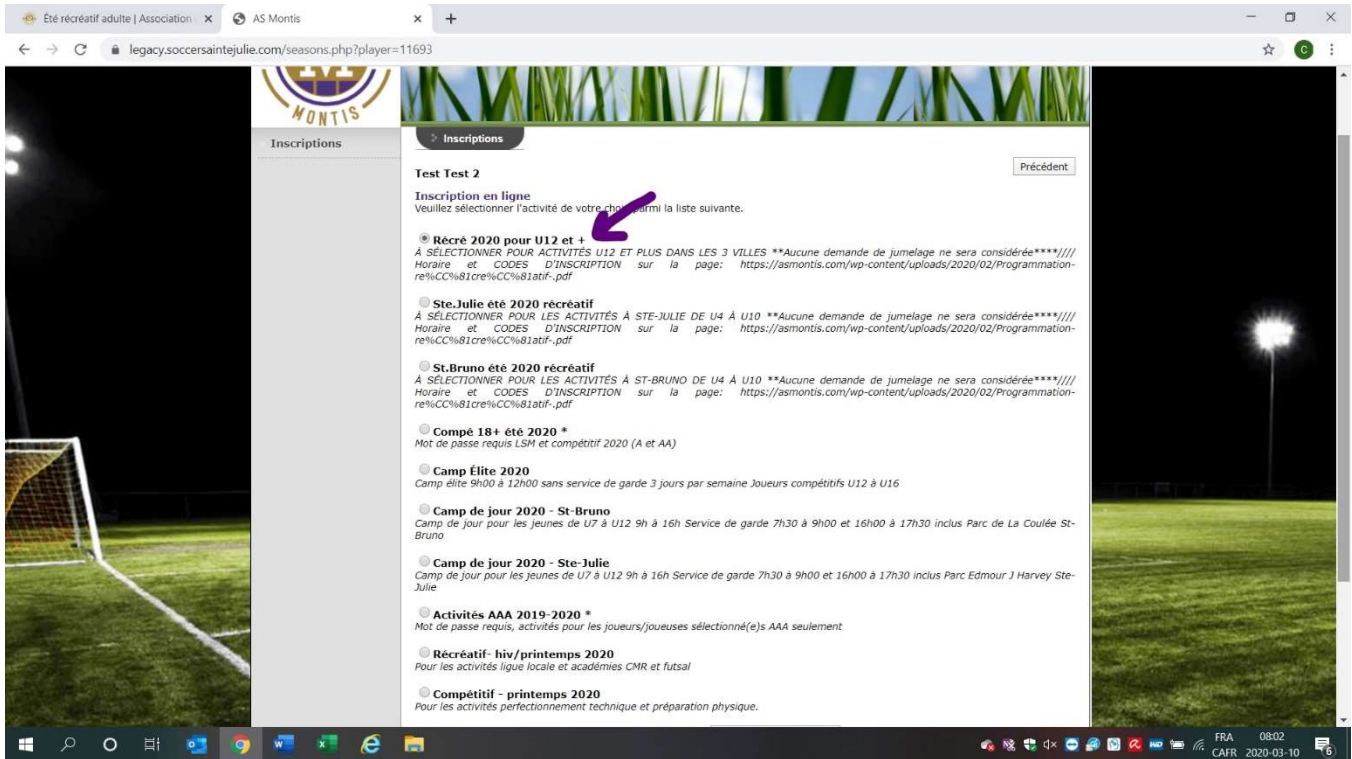 Été récréatif adulte | Association
AS Montis
legacy.soccersaintejulie.com/seasons.php?player=11693
C
MONTIS
Inscriptions
Inscriptions
Précédent
Test Test 2
Inscription en ligne
Veuillez sélectionner l'activité de votre choix parmi la liste suivante.
Récré 2020 pour U12 et +
À SÉLECTIONNER POUR ACTIVITÉS U12 ET PLUS DANS LES 3 VILLES **Aucune demande de jumelage ne sera considérée****////
Horaire et CODES D'INSCRIPTION sur la page: https://asmontis.com/wp-content/uploads/2020/02/Programmation-
re%CC%81cre%CC%81atif-.pdf
Ste.Julie été 2020 récréatif
À SÉLECTIONNER POUR LES ACTIVITÉS À STE-JULIE DE U4 À U10 **Aucune demande de jumelage ne sera considérée****////
Horaire et CODES D'INSCRIPTION sur la page: https://asmontis.com/wp-content/uploads/2020/02/Programmation-
re%CC%81cre%CC%81atif-.pdf
St.Bruno été 2020 récréatif
À SÉLECTIONNER POUR LES ACTIVITÉS À ST-BRUNO DE U4 À U10 **Aucune demande de jumelage ne sera considérée****////
Horaire et CODES D'INSCRIPTION sur la page: https://asmontis.com/wp-content/uploads/2020/02/Programmation-
re%CC%81cre%CC%81atif-.pdf
Compé 18+ été 2020 *
Mot de passe requis LSM et compétitif 2020 (A et AA)
Camp Élite 2020
Camp élite 9h00 à 12h00 sans service de garde 3 jours par semaine Joueurs compétitifs U12 à U16
Camp de jour 2020 - St-Bruno
Camp de jour pour les jeunes de U7 à U12 9h à 16h Service de garde 7h30 à 9h00 et 16h00 à 17h30 inclus Parc de La Coulée St-
Bruno
Camp de jour 2020 - Ste-Julie
Camp de jour pour les jeunes de U7 à U12 9h à 16h Service de garde 7h30 à 9h00 et 16h00 à 17h30 inclus Parc Edmour J Harvey Ste-
Julie
Activités AAA 2019-2020 *
Mot de passe requis, activités pour les joueurs/joueuses sélectionné(e)s AAA seulement
Récréatif- hiv/printemps 2020
Pour les activités ligue locale et académies CMR et futsal
Compétitif - printemps 2020
Pour les activités perfectionnement technique et préparation physique.
FRA 08:02
CAFR 2020-03-10
6